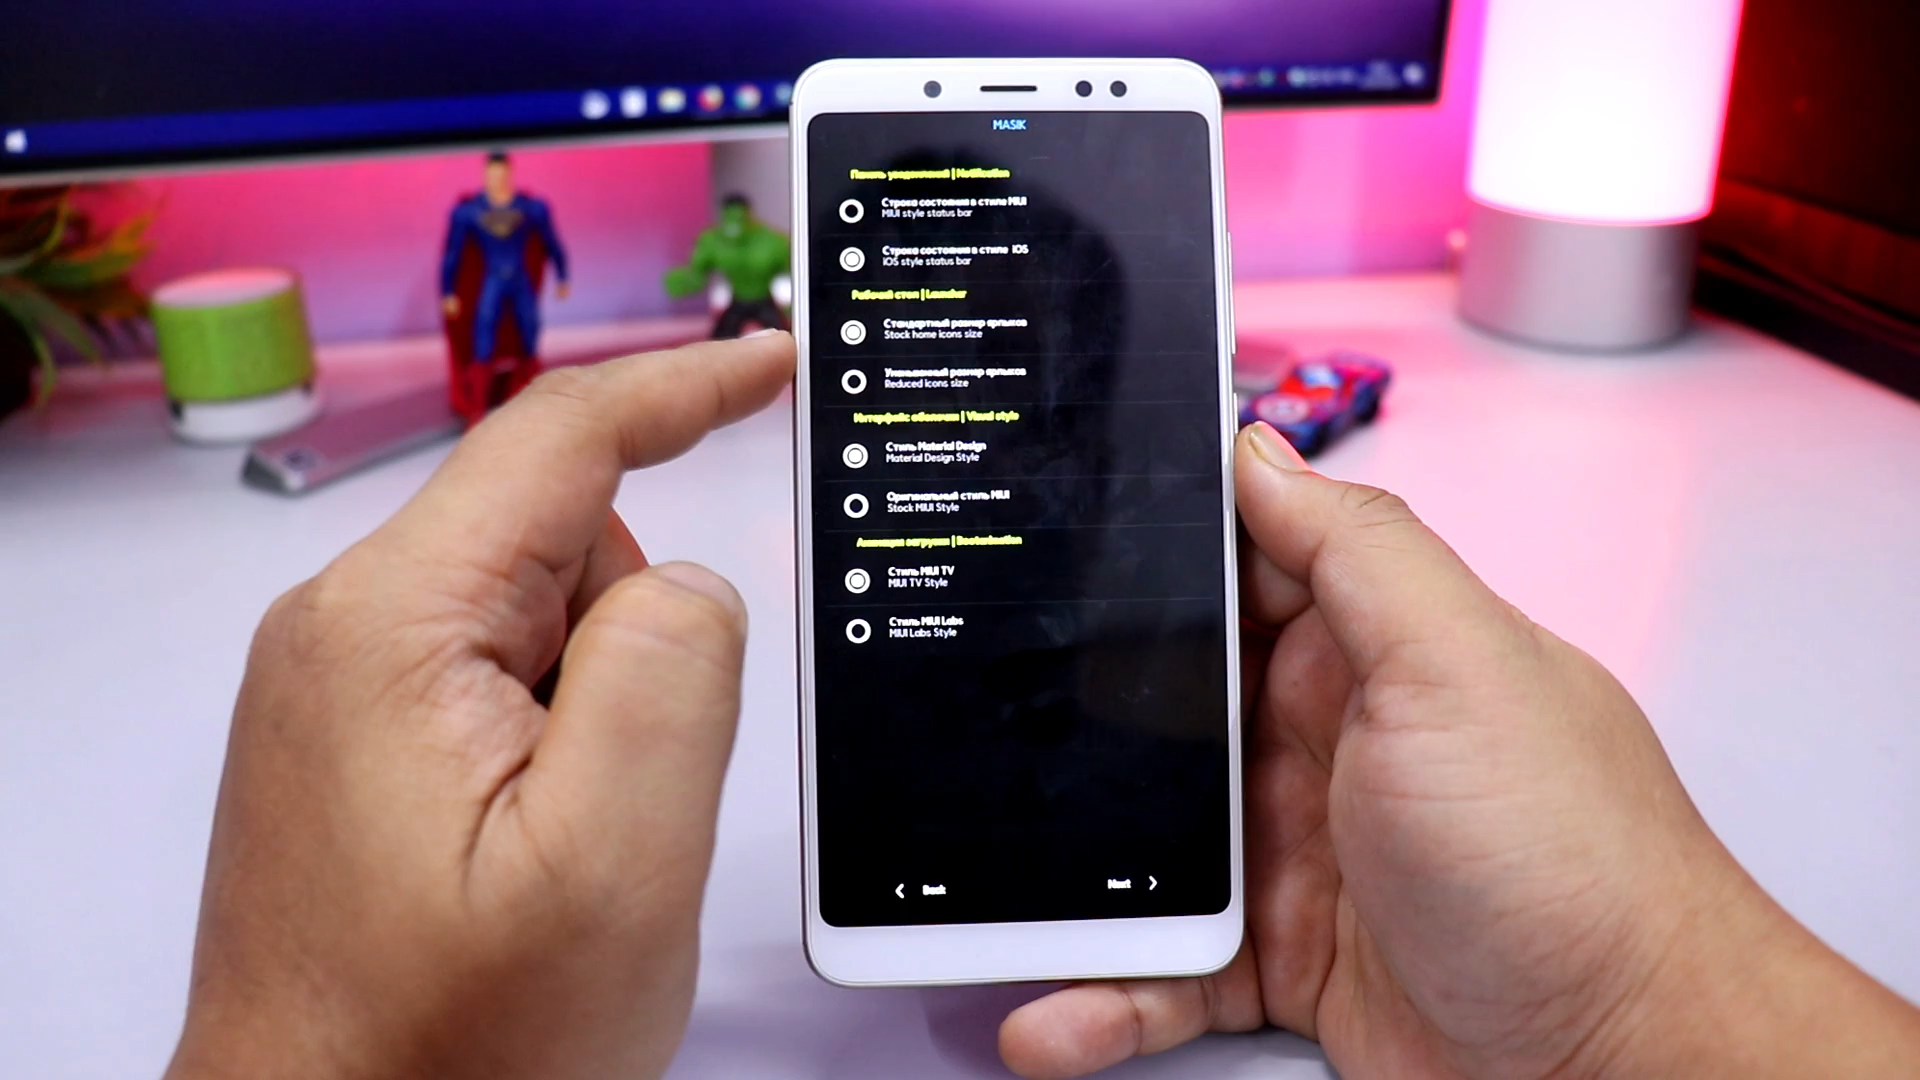 MASIK
Панель уведомлений | Notification
Строка состояния в стиле MIUI
MIUI style status bar
Строка состояния в стиле iOS
iOS style status bar
Рабочий стол | Launcher
Стандартный размер ярлыков
Stock home icons size
Уменьшенный размер ярлыков
Reduced icons size
Интерфейс оболочки | Visual style
Стиль Material Design
Material Design Style
Оригинальный стиль MIUI
Stock MIUI Style
Анимация загрузки | Bootanimation
Стиль MIUI TV
MIUI TV Style
Стиль MIUI Labs
MIUI Labs Style
Back
Next